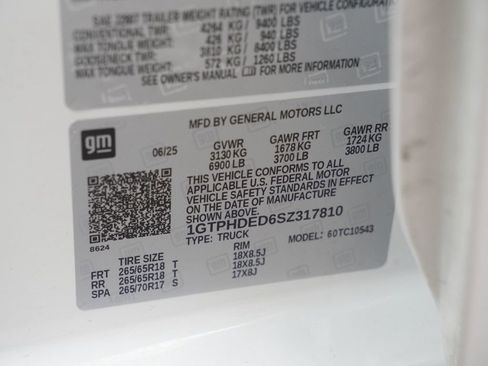 SAE J2807 TRAILER WEIGHT RATING (TWR) FOR VEHICLE CONFIGURATION
CONVENTIONAL TWR: 4264 KG / 9400 LBS
MAX TONGUE WEIGHT: 426 KG / 940 LBS
GOOSENECK TWR: 3810 KG / 8400 LBS
MAX TONGUE WEIGHT: 572 KG / 1260 LBS
SEE OWNER'S MANUAL FOR MORE INFORMATION
MFD BY GENERAL MOTORS LLC
gm
06/25 GVWR GAWR FRT GAWR RR
3130 KG 1678 KG 1724 KG
6900 LB 3700 LB 3800 LB
THIS VEHICLE CONFORMS TO ALL
APPLICABLE U.S. FEDERAL MOTOR
VEHICLE SAFETY STANDARDS IN EFFECT
ON THE DATE OF MANUFACTURE
SHOWN ABOVE.
1GTPHDED6SZ317810
8624
TYPE: TRUCK MODEL: 60TC10543
TIRE SIZE RIM
FRT 265/65R18 T 18X8.5J
RR 265/65R18 T 18X8.5J
SPA 265/70R17 S 17X8J